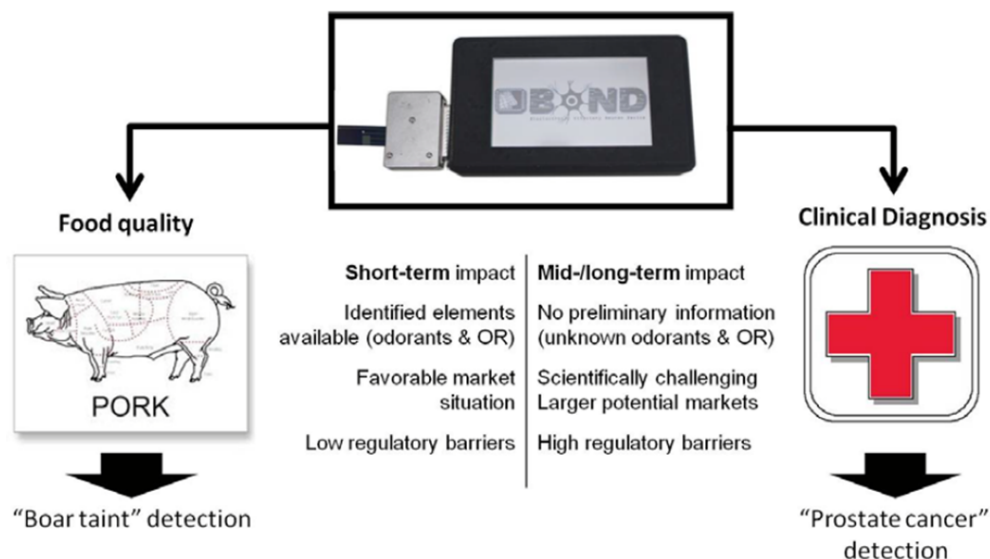 BOND
Food quality
Clinical Diagnosis
PORK
Short-term impact
Identified elements
available (odorants & OR)
Favorable market
situation
Low regulatory barriers
Mid-/long-term impact
No preliminary information
(unknown odorants & OR)
Scientifically challenging
Larger potential markets
High regulatory barriers
“Boar taint” detection
“Prostate cancer”
detection